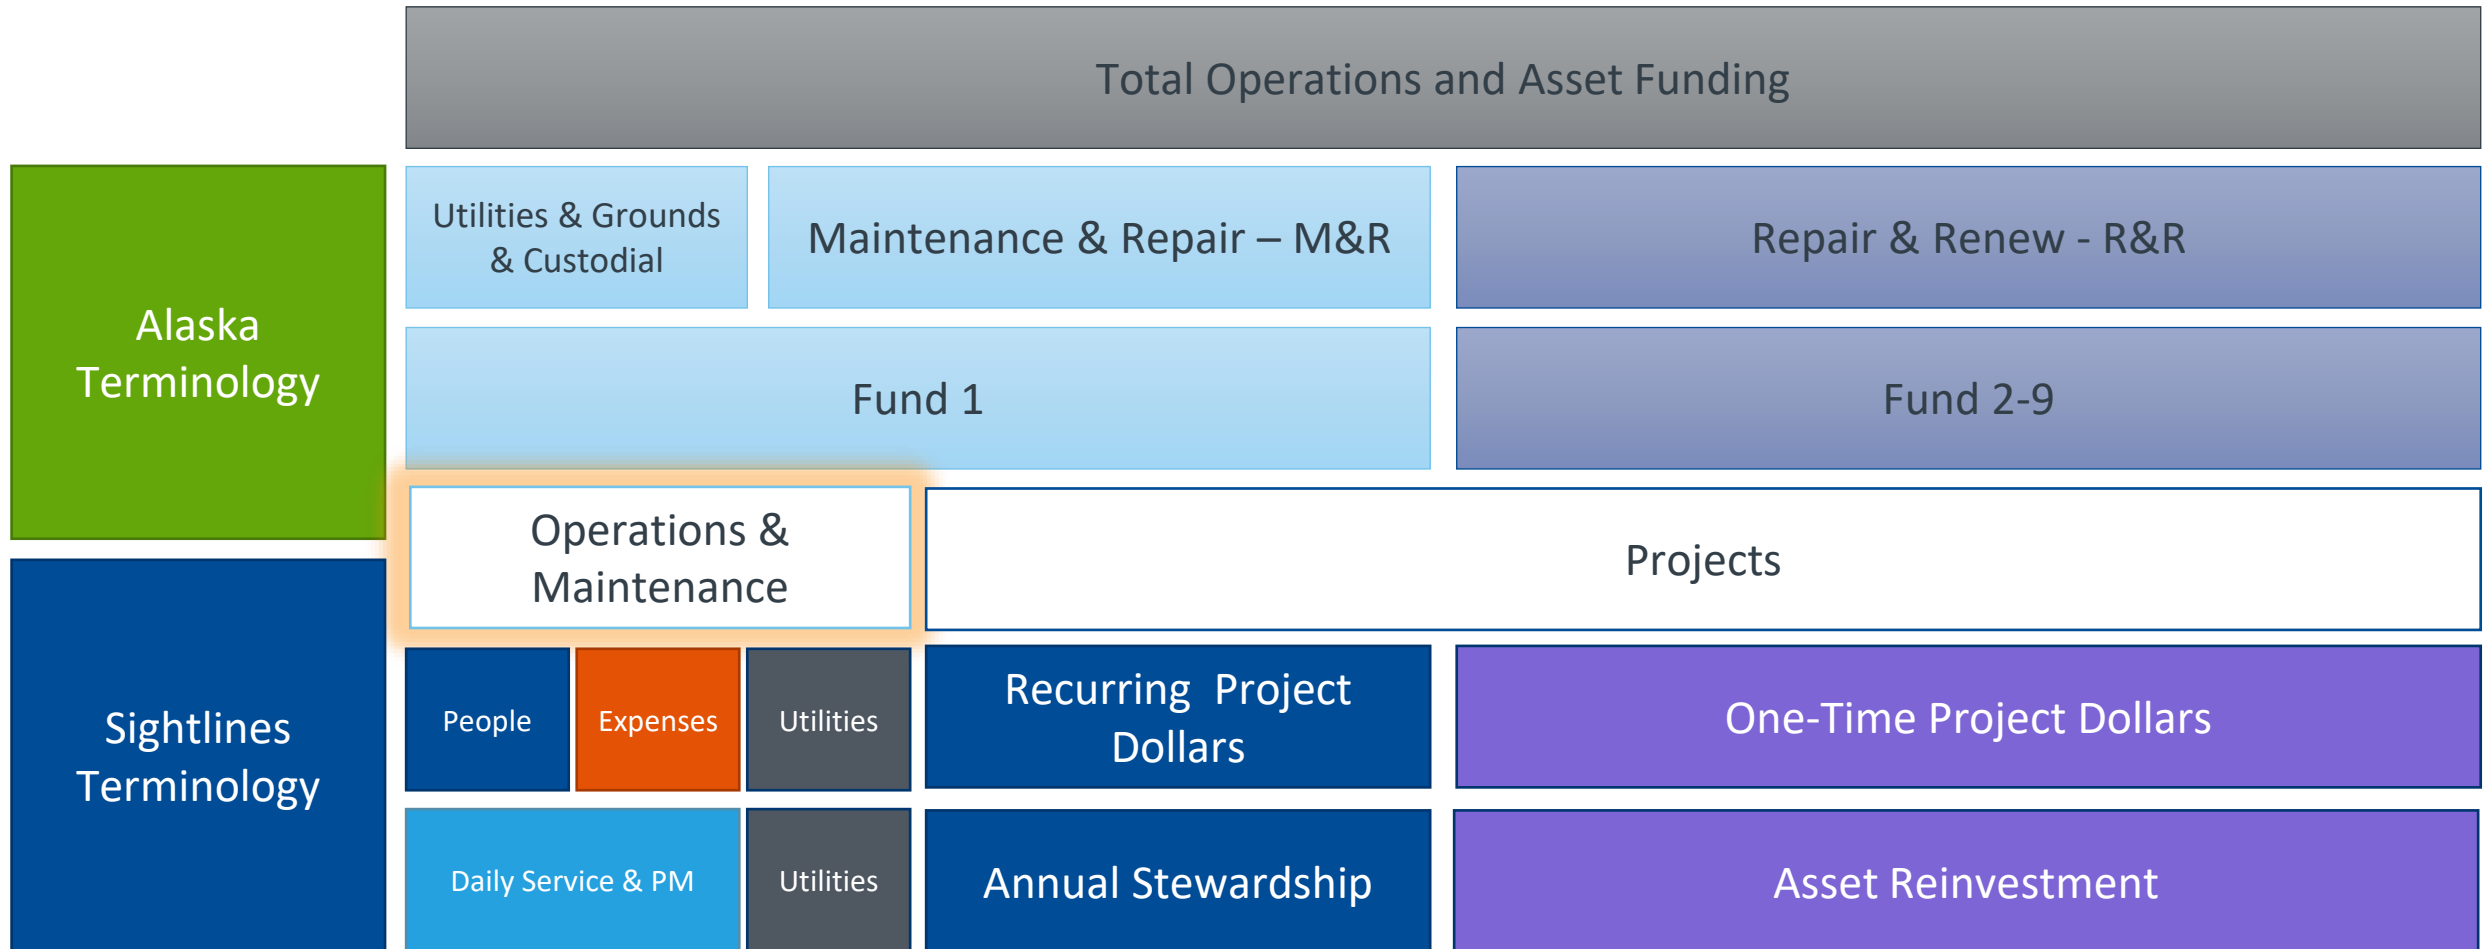 Total Operations and Asset Funding
Alaska
Terminology
Utilities & Grounds
& Custodial
Maintenance & Repair – M&R
Repair & Renew - R&R
Fund 1
Fund 2-9
Operations &
Maintenance
Projects
Sightlines
Terminology
People
Expenses
Utilities
Recurring Project
Dollars
One-Time Project Dollars
Daily Service & PM
Utilities
Annual Stewardship
Asset Reinvestment